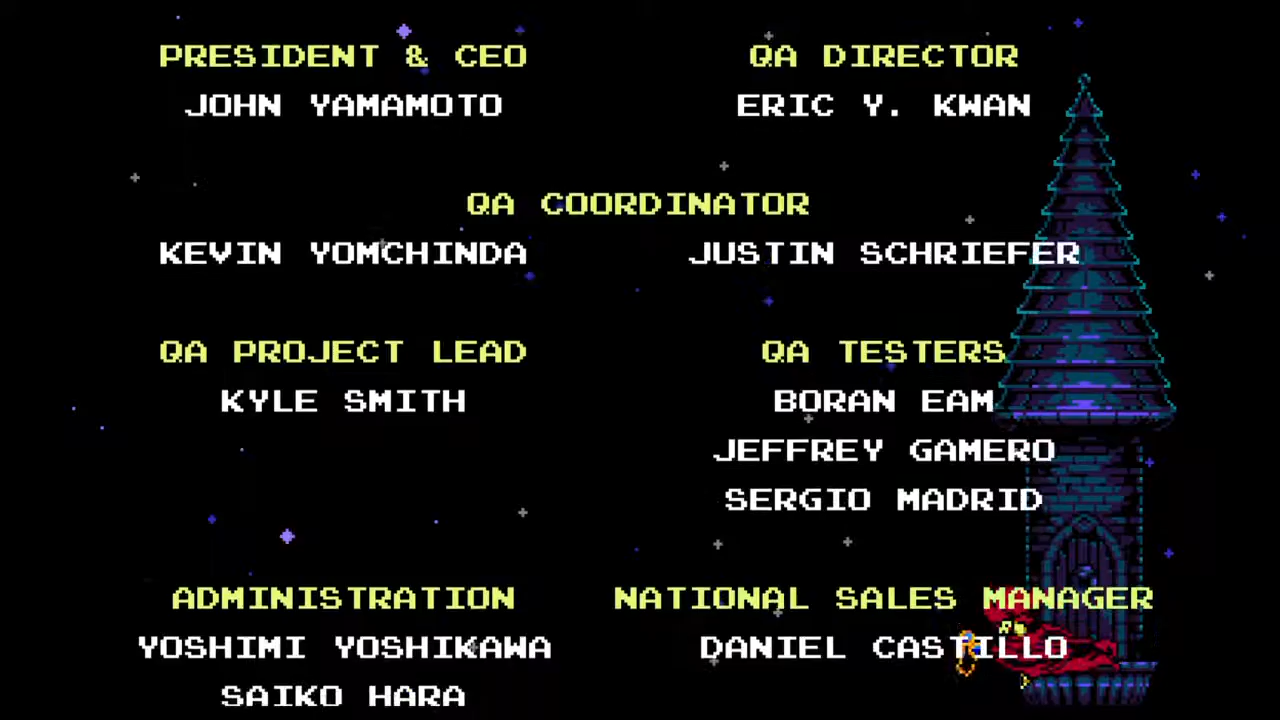 PRESIDENT & CEO
JOHN YAMAMOTO
QA DIRECTOR
ERIC Y. KWAN
QA COORDINATOR
KEVIN YOMCHINDA
JUSTIN SCHRIEFER
QA PROJECT LEAD
KYLE SMITH
QA TESTERS
BORAN EAM
JEFFREY GAMERO
SERGIO MADRID
ADMINISTRATION
YOSHIMI YOSHIKAWA
SAIKO HARA
NATIONAL SALES MANAGER
DANIEL CASTILLO